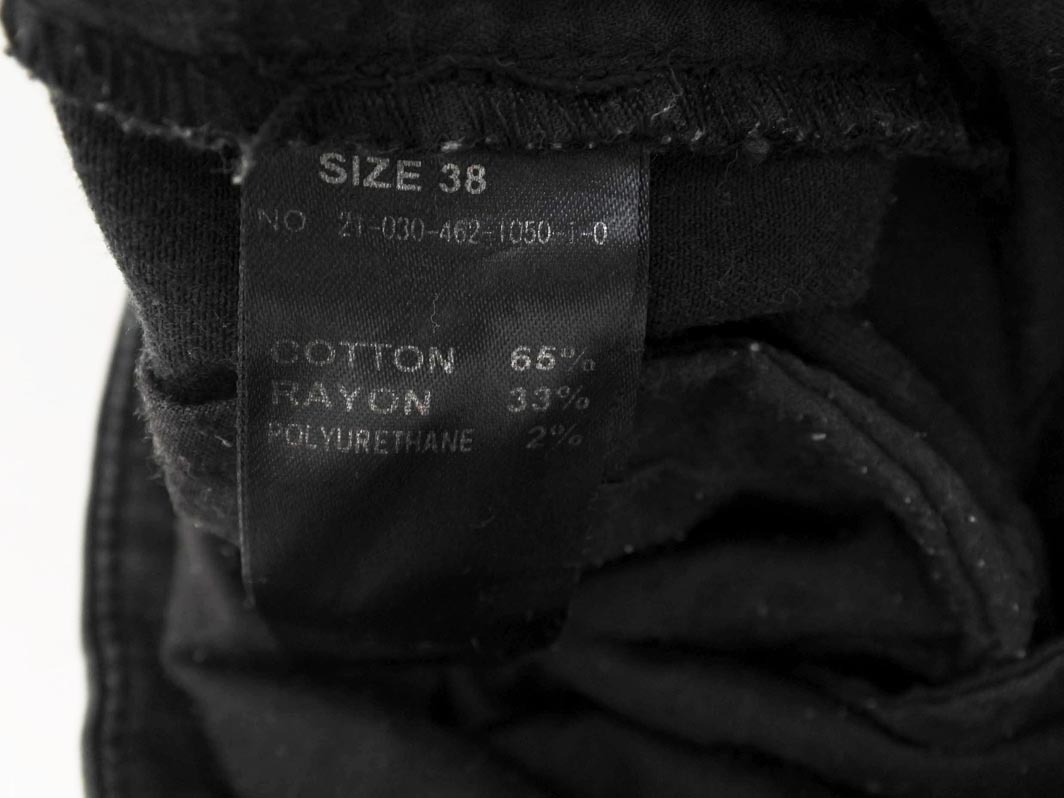 SIZE 38
NO 21-030-462-1050-1-0
COTTON 65%
RAYON 33%
POLYURETHANE 2%